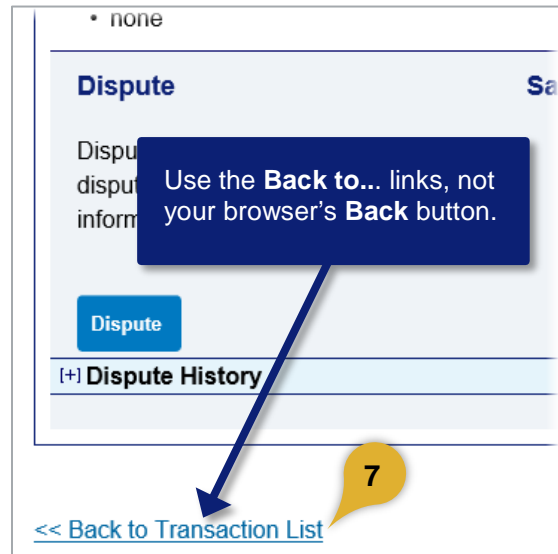 • none
Dispute Sa
Dispu
disput
inform
Use the Back to... links, not
your browser's Back button.
Dispute
[+] Dispute History
7
<< Back to Transaction List